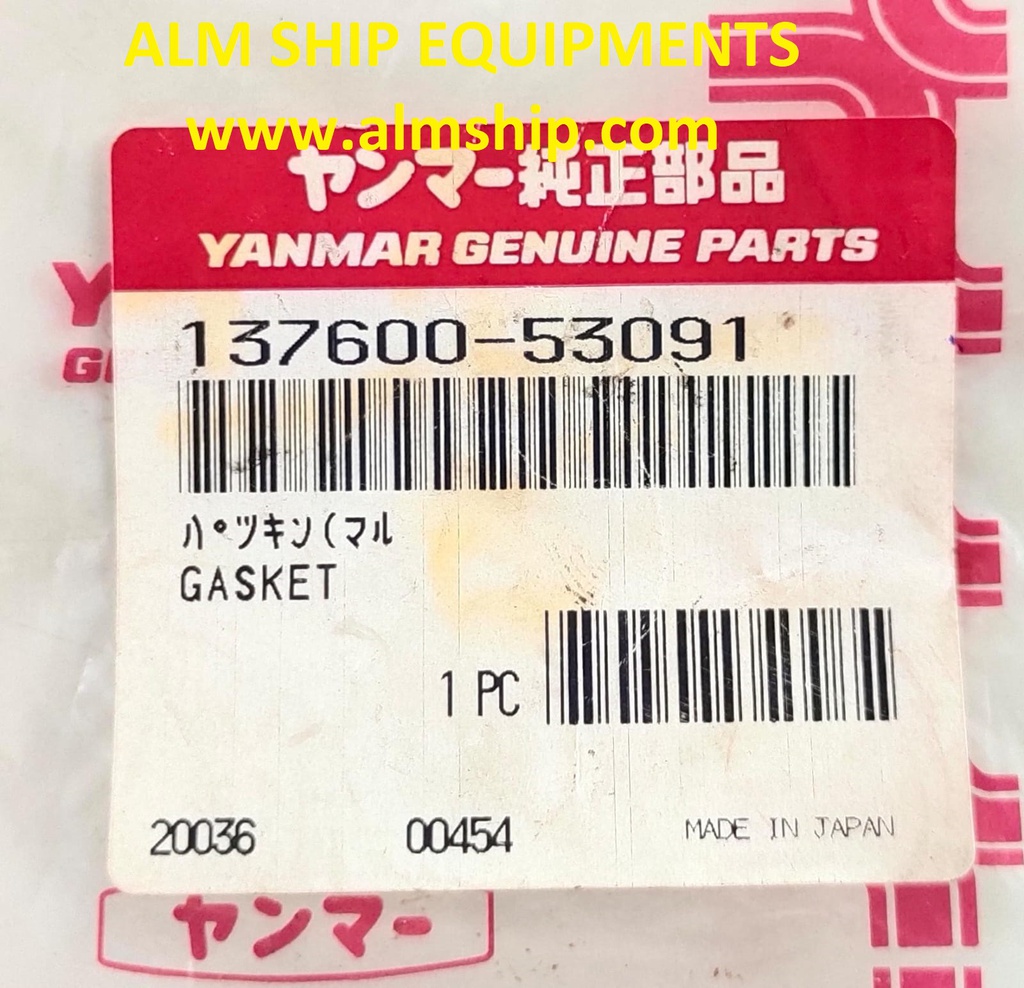 ALM SHIP EQUIPMENTS
www.almship.com
ヤンマー純正部品
YANMAR GENUINE PARTS
137600-53091
ﾊﾟﾂｷﾝ(ﾏﾙ
GASKET
1 PC
20036 00454 MADE IN JAPAN
ヤンマー